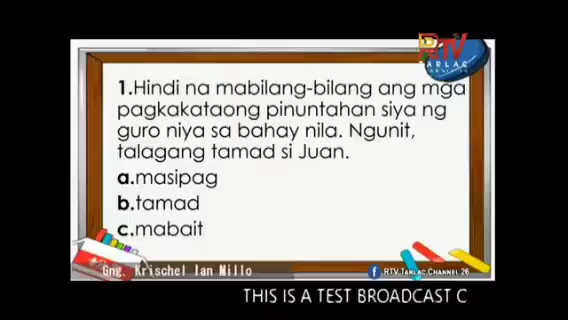 RTV
TARLAC
1.Hindi na mabilang-bilang ang mga
pagkakataong pinuntahan siya ng
guro niya sa bahay nila. Ngunit,
talagang tamad si Juan.
a.masipag
b.tamad
c.mabait
Gng. Krischel Ian Millo
f RTV Tarlac Channel 26
THIS IS A TEST BROADCAST C